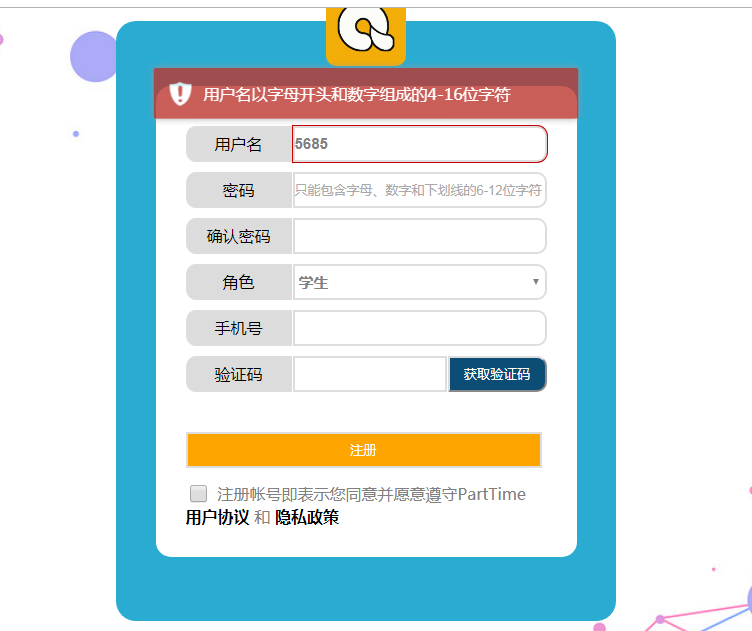 用户名以字母开头和数字组成的4-16位字符
用户名 5685
密码 只能包含字母、数字和下划线的6-12位字符
确认密码
角色 学生
手机号
验证码 获取验证码
注册
注册帐号即表示您同意并愿意遵守PartTime
用户协议 和 隐私政策